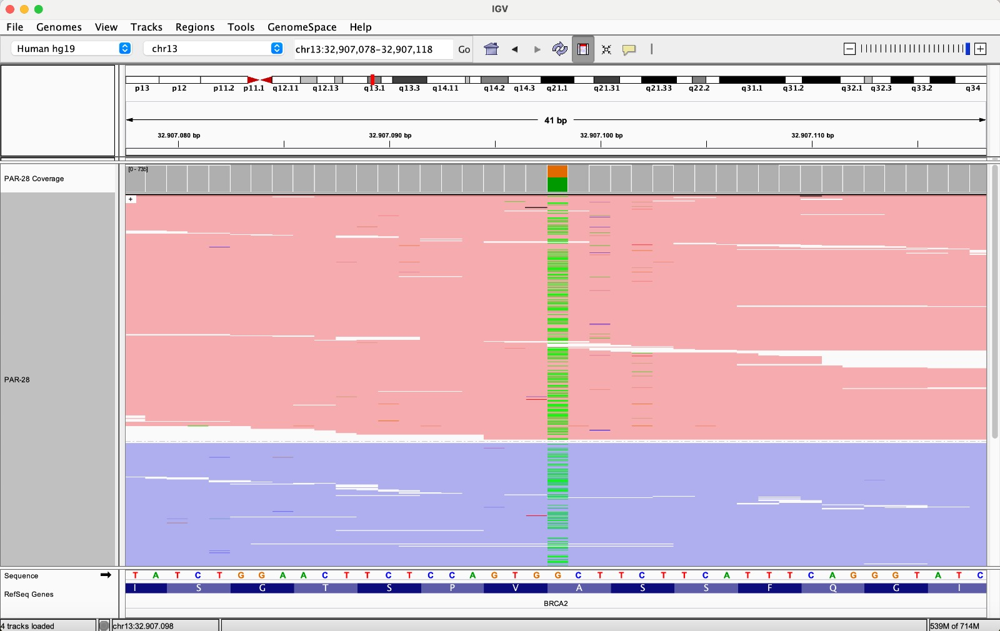 IGV
File Genomes View Tracks Regions Tools GenomeSpace Help
Human hg19 chr13 chr13:32,907,078-32,907,118 Go
p13 p12 p11.2 p11.1 q12.11 q12.13 q13.1 q13.3 q14.11 q14.2 q14.3 q21.1 q21.31 q21.33 q22.2 q31.1 q31.2 q32.1 q32.3 q33.2 q34
41 bp
32.907.080 bp 32.907.090 bp 32.907.100 bp 32.907.110 bp
[0 - 735]
PAR-28 Coverage
+
PAR-28
Sequence T A T C T G G A A C T T C T C C A G T G G C T T C T T C A T T T C A G G G T A T C
I S G T S P V A S S F Q G I
RefSeq Genes
BRCA2
4 tracks loaded chr13:32.907.098 539M of 714M